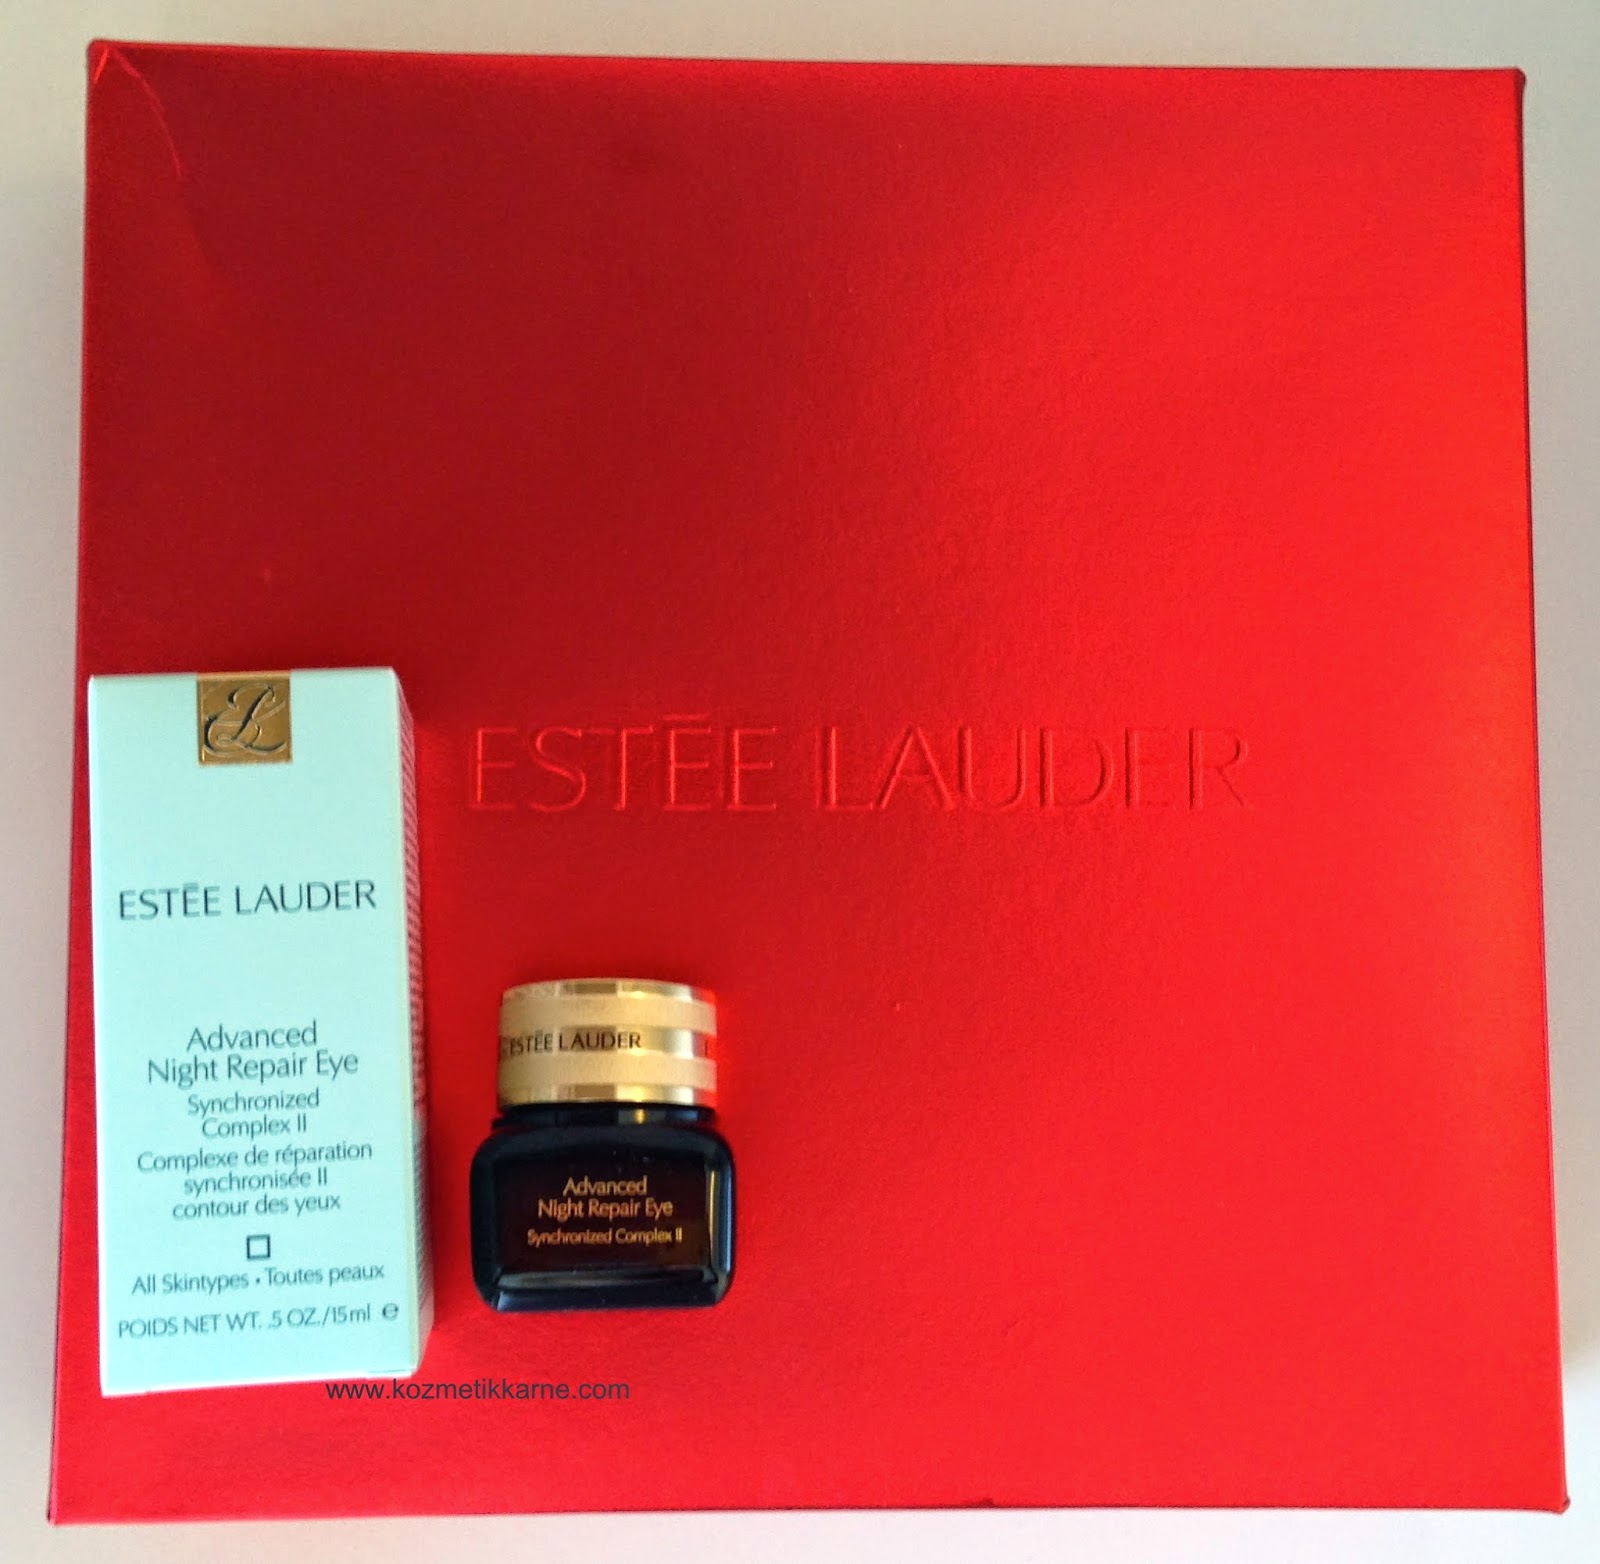 ESTĒE LAUDER
ESTĒE LAUDER
Advanced
Night Repair Eye
Synchronized
Complex II
Complexe de réparation
synchronisée II
contour des yeux
All Skintypes • Toutes peaux
POIDS NET WT. .5 OZ./15ml ℮
ESTĒE LAUDER
Advanced
Night Repair Eye
Synchronized Complex II
www.kozmetikkarne.com